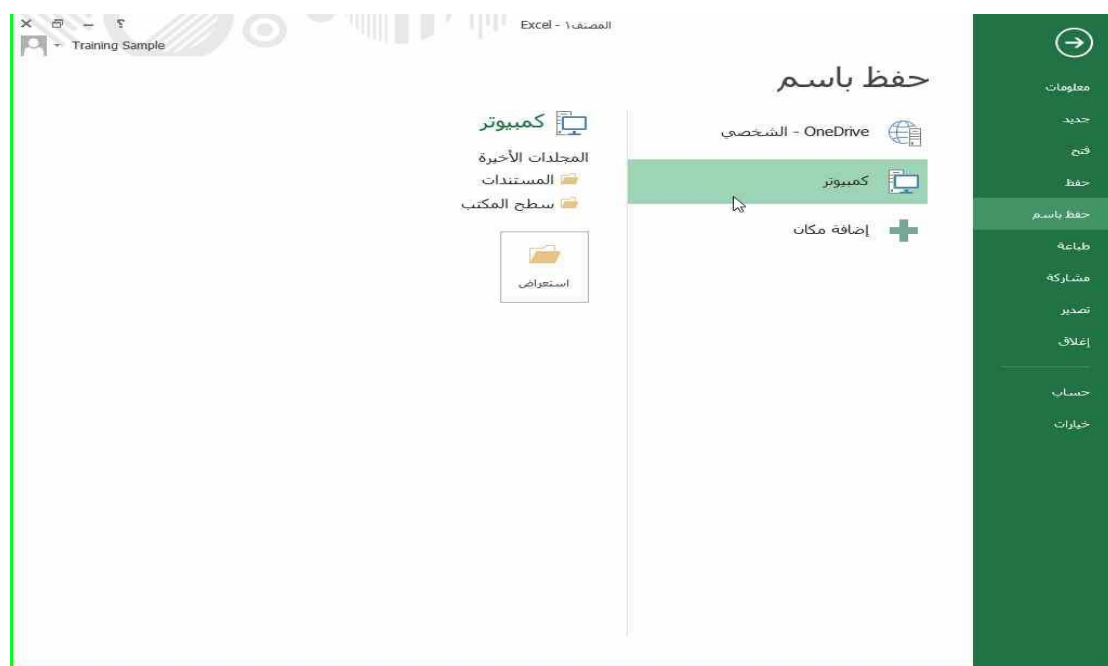 المصنف١ - Excel
؟
Training Sample
معلومات
جديد
فتح
حفظ
حفظ باسم
طباعة
مشاركة
تصدير
إغلاق
حساب
خيارات
حفظ باسم
OneDrive - الشخصي
كمبيوتر
إضافة مكان
كمبيوتر
المجلدات الأخيرة
المستندات
سطح المكتب
استعراض